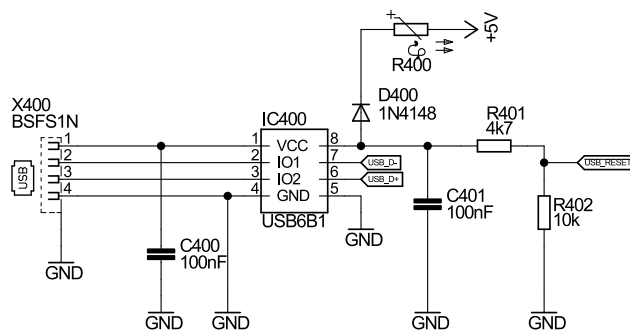 +5V
R400
D400
1N4148
X400
BSFS1N
IC400
R401
4k7
1 1 VCC 8
2 2 IO1 7 USB_D-
3 3 IO2 6 USB_D+
4 4 GND 5
USB
USB6B1
USB_RESET
C401
100nF
R402
10k
C400
100nF
GND
GND
GND
GND
GND
GND